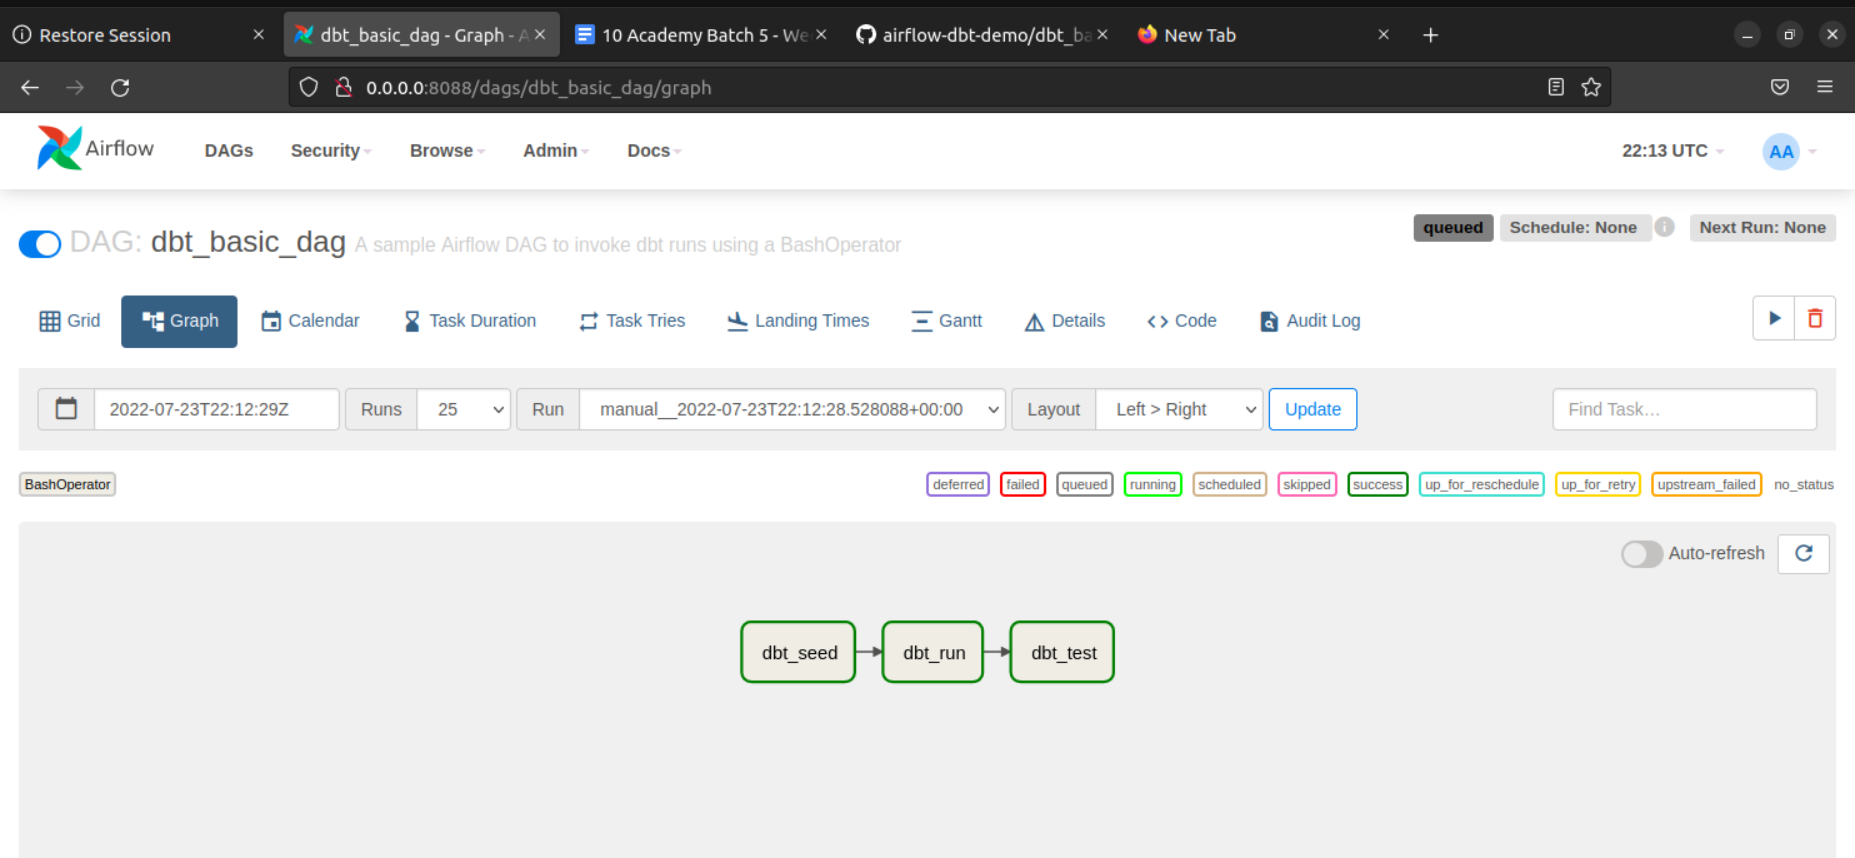 Restore Session
dbt_basic_dag - Graph - A
10 Academy Batch 5 - We
airflow-dbt-demo/dbt_ba
New Tab
0.0.0.0:8088/dags/dbt_basic_dag/graph
Airflow
DAGs
Security
Browse
Admin
Docs
22:13 UTC
AA
DAG: dbt_basic_dag A sample Airflow DAG to invoke dbt runs using a BashOperator
queued
Schedule: None
Next Run: None
Grid
Graph
Calendar
Task Duration
Task Tries
Landing Times
Gantt
Details
Code
Audit Log
2022-07-23T22:12:29Z
Runs
25
Run
manual__2022-07-23T22:12:28.528088+00:00
Layout
Left > Right
Update
Find Task…
BashOperator
deferred
failed
queued
running
scheduled
skipped
success
up_for_reschedule
up_for_retry
upstream_failed
no_status
Auto-refresh
dbt_seed
dbt_run
dbt_test